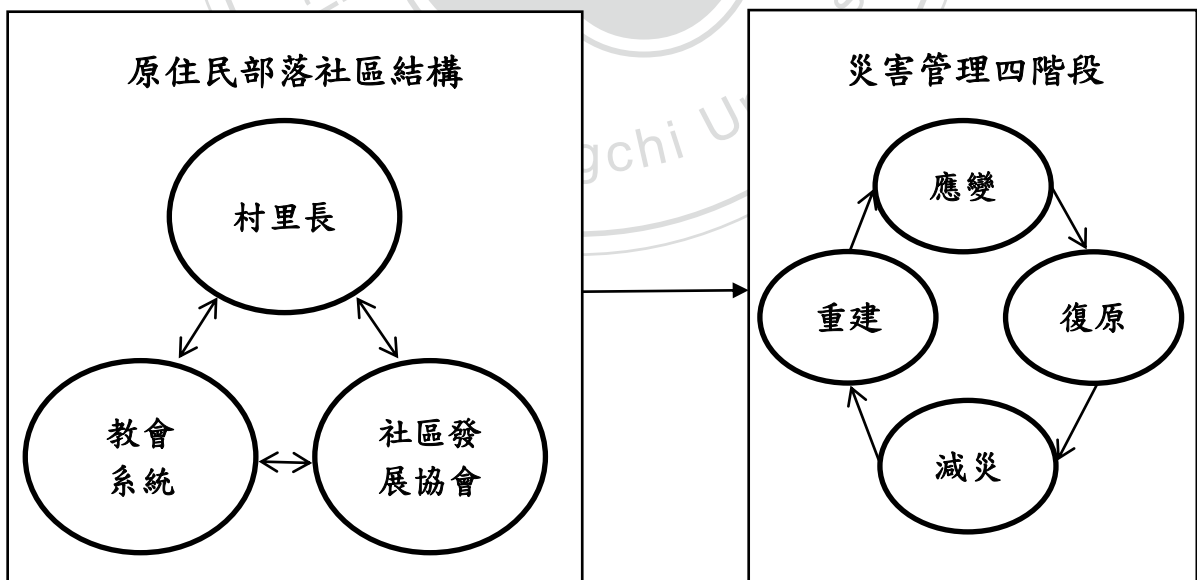 原住民部落社區結構
村里長
教會
系統
社區發
展協會
災害管理四階段
應變
重建
復原
減災
gchi U